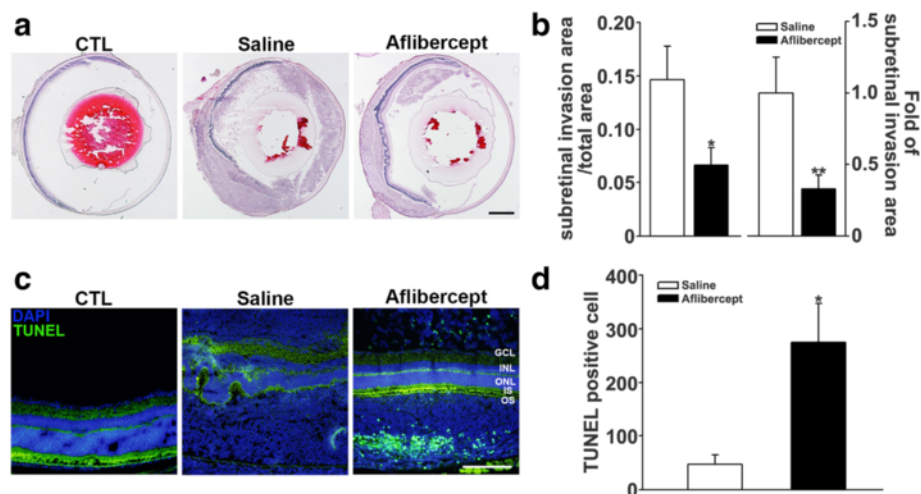 a
CTL
Saline
Aflibercept
b
subretinal invasion area
/total area
0.20
0.15
0.10
0.05
0
Saline
Aflibercept
*
**
1.5
1.0
0.5
0
Fold of
subretinal invasion area
c
CTL
Saline
Aflibercept
DAPI
TUNEL
GCL
INL
ONL
IS
OS
d
TUNEL positive cell
400
300
200
100
50
0
Saline
Aflibercept
*